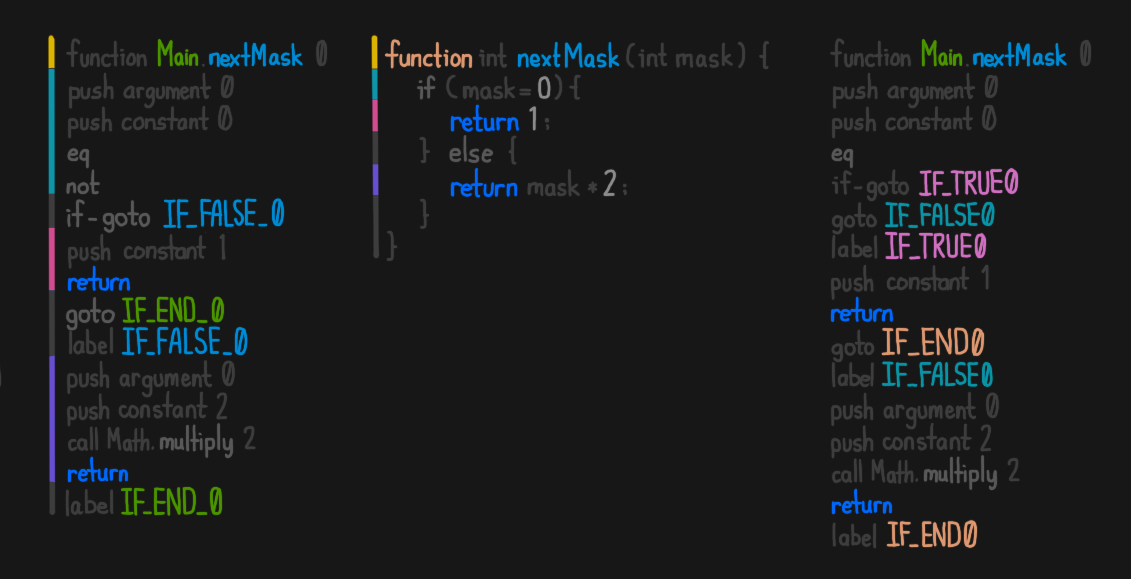 function Main.nextMask 0
push argument 0
push constant 0
eq
not
if-goto IF_FALSE_0
push constant 1
return
goto IF_END_0
label IF_FALSE_0
push argument 0
push constant 2
call Math.multiply 2
return
label IF_END_0
function int nextMask (int mask) {
if (mask = 0) {
return 1;
} else {
return mask * 2;
}
}
function Main.nextMask 0
push argument 0
push constant 0
eq
if-goto IF_TRUE0
goto IF_FALSE0
label IF_TRUE0
push constant 1
return
goto IF_END0
label IF_FALSE0
push argument 0
push constant 2
call Math.multiply 2
return
label IF_END0